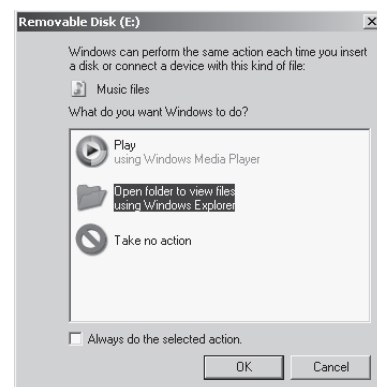 Removable Disk (E:)
Windows can perform the same action each time you insert
a disk or connect a device with this kind of file:
Music files
What do you want Windows to do?
Play
using Windows Media Player
Open folder to view files
using Windows Explorer
Take no action
Always do the selected action.
OK
Cancel